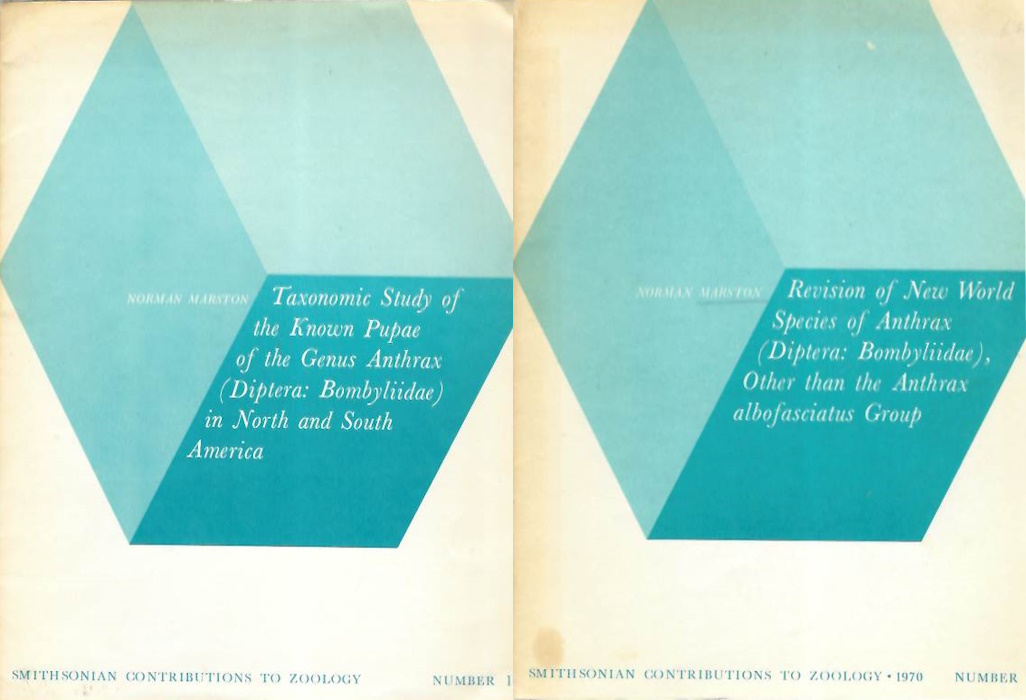 NORMAN MARSTON
Taxonomic Study of
the Known Pupae
of the Genus Anthrax
(Diptera: Bombyliidae)
in North and South
America
SMITHSONIAN CONTRIBUTIONS TO ZOOLOGY
NUMBER 1
NORMAN MARSTON
Revision of New World
Species of Anthrax
(Diptera: Bombyliidae),
Other than the Anthrax
albofasciatus Group
SMITHSONIAN CONTRIBUTIONS TO ZOOLOGY • 1970
NUMBER